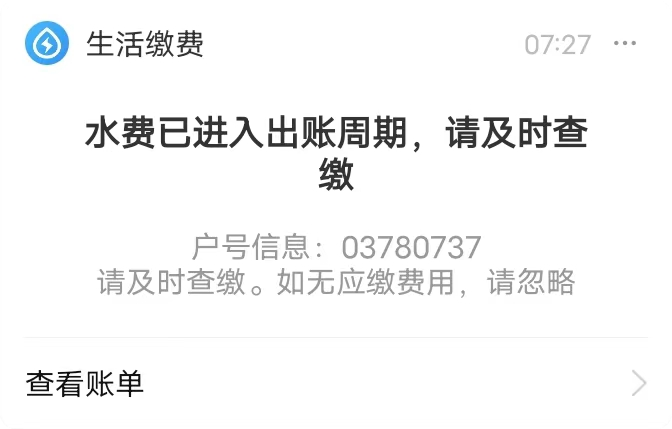 生活缴费
07:27
水费已进入出账周期，请及时查
缴
户号信息：03780737
请及时查缴。如无应缴费用，请忽略
查看账单